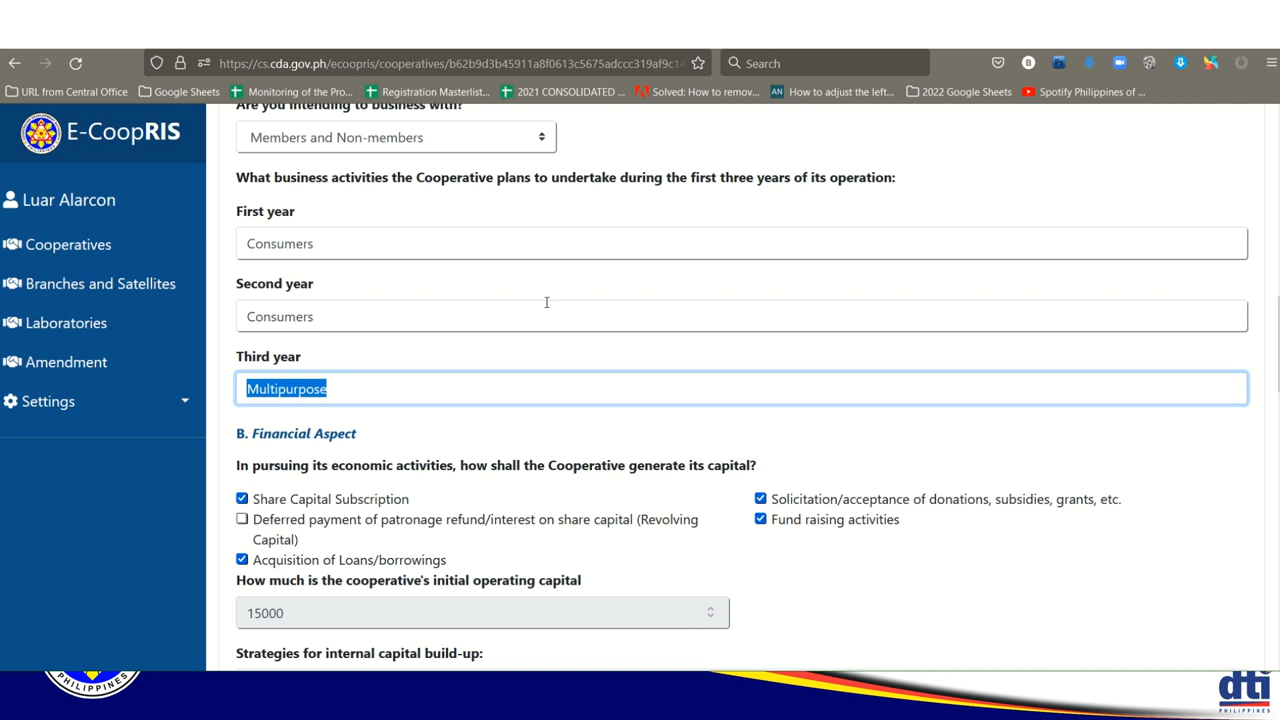 https://cs.cda.gov.ph/ecoopris/cooperatives/b62b9d3b45911a8f0613c5675adccc319af9c14
Search
URL from Central Office
Google Sheets
Monitoring of the Pro...
Registration Masterlist...
2021 CONSOLIDATED ...
Solved: How to remov...
AN How to adjust the left...
2022 Google Sheets
Spotify Philippines of ...
E-CoopRIS
Luar Alarcon
Cooperatives
Branches and Satellites
Laboratories
Amendment
Settings
Are you intending to business with?
Members and Non-members
What business activities the Cooperative plans to undertake during the first three years of its operation:
First year
Consumers
Second year
Consumers
Third year
Multipurpose
B. Financial Aspect
In pursuing its economic activities, how shall the Cooperative generate its capital?
Share Capital Subscription
Deferred payment of patronage refund/interest on share capital (Revolving
Capital)
Acquisition of Loans/borrowings
Solicitation/acceptance of donations, subsidies, grants, etc.
Fund raising activities
How much is the cooperative's initial operating capital
15000
Strategies for internal capital build-up:
PHILIPPINES
dti
PHILIPPINES